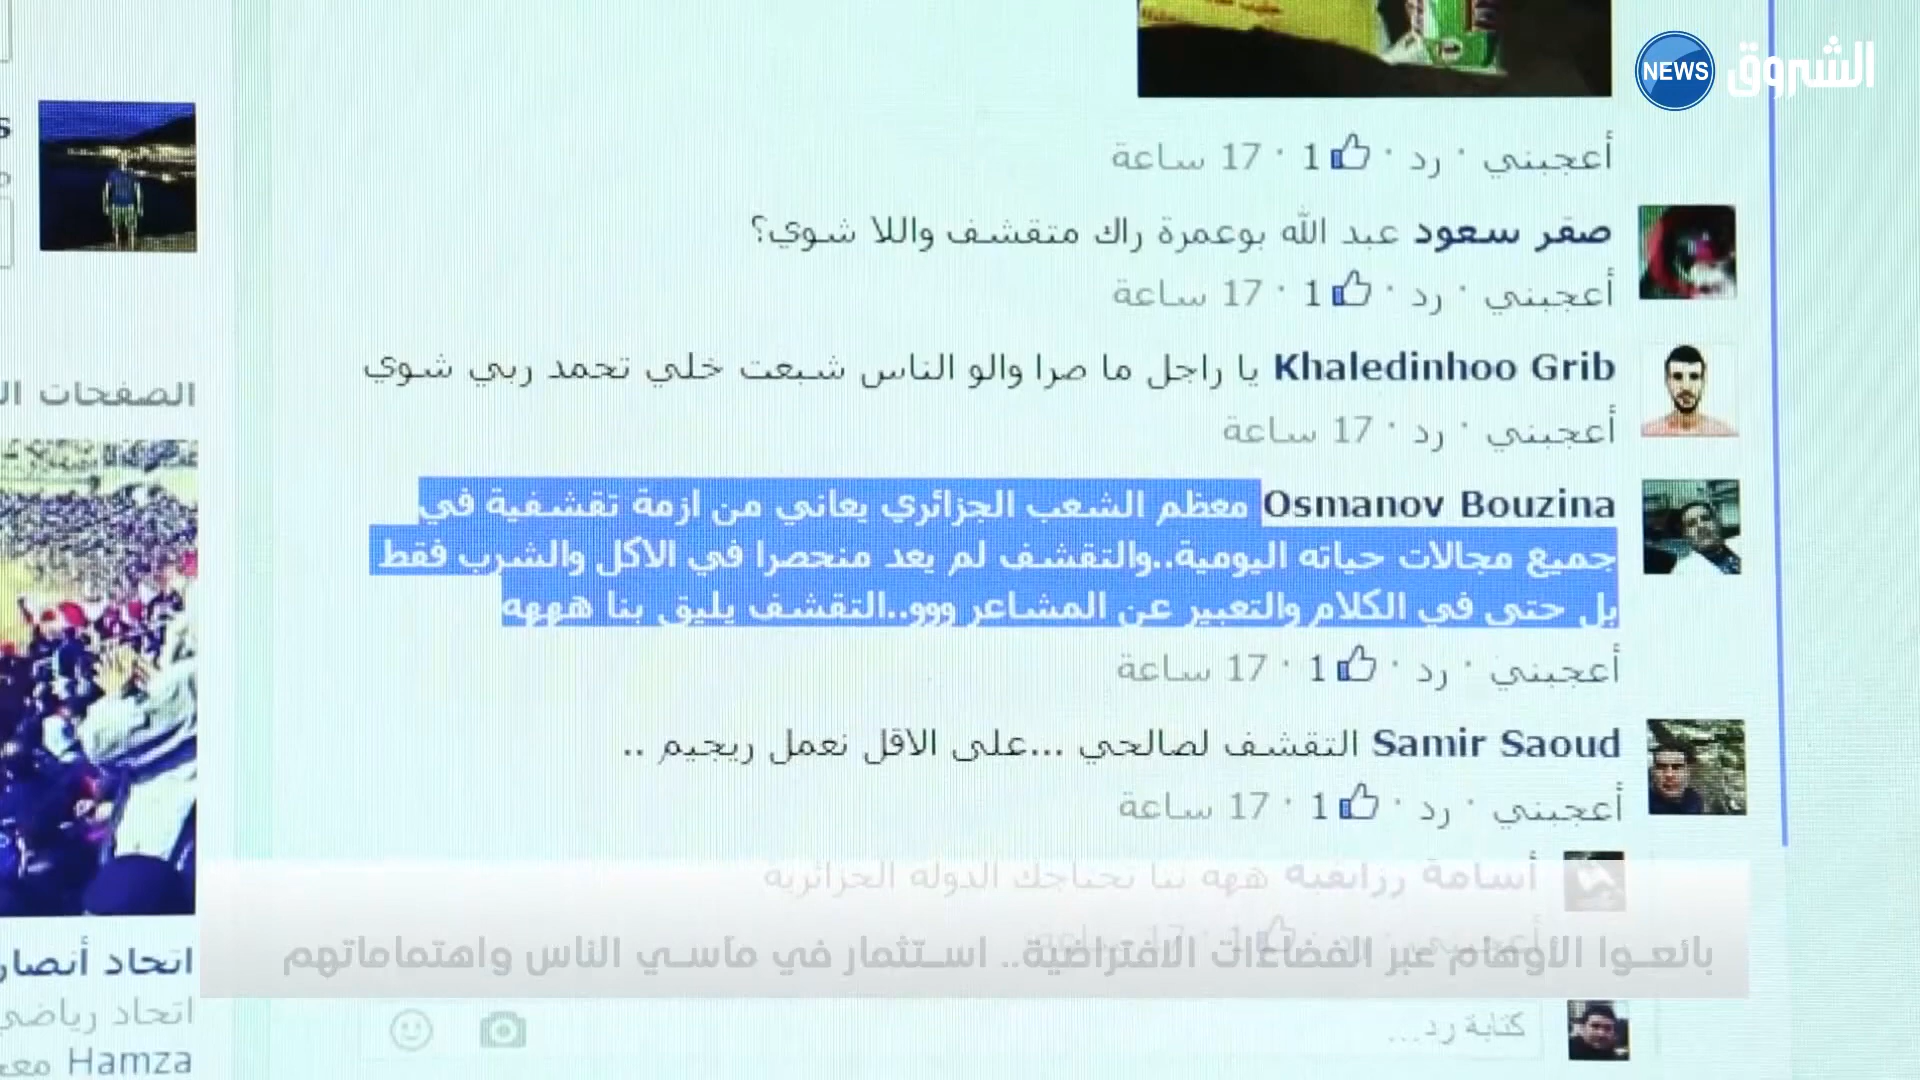 NEWS الشروق
أعجبني · رد · 1 · 17 ساعة
صقر سعود عبد الله بوعمرة راك متقشف واللا شوي؟
أعجبني · رد · 1 · 17 ساعة
Khaledinhoo Grib يا راجل ما صرا والو الناس شبعت خلي تحمد ربي شوي
أعجبني · رد · 17 ساعة
Osmanov Bouzina معظم الشعب الجزائري يعاني من ازمة تقشفية في
جميع مجالات حياته اليومية..والتقشف لم يعد منحصرا في الاكل والشرب فقط
بل حتى في الكلام والتعبير عن المشاعر ووو..التقشف يليق بنا هههه
أعجبني · رد · 1 · 17 ساعة
Samir Saoud التقشف لصالحي ...على الاقل نعمل ريجيم ..
أعجبني · رد · 1 · 17 ساعة
أسامة
الدولة الجزائرية
بائعـوا الأوهام عبر الفضاءات الافتراضية.. استثمار في مآسي الناس واهتماماتهم
كتابة رد...
الصفحات
اتحاد أنصار
اتحاد رياضي
Hamza